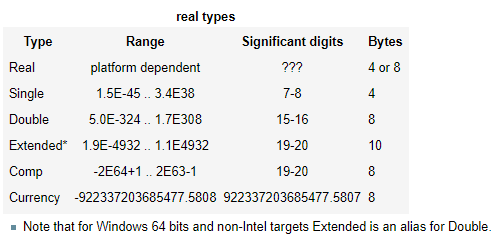 real types
Type Range Significant digits Bytes
Real platform dependent ??? 4 or 8
Single 1.5E-45 .. 3.4E38 7-8 4
Double 5.0E-324 .. 1.7E308 15-16 8
Extended* 1.9E-4932 .. 1.1E4932 19-20 10
Comp -2E64+1 .. 2E63-1 19-20 8
Currency -922337203685477.5808 922337203685477.5807 8
Note that for Windows 64 bits and non-Intel targets Extended is an alias for Double.